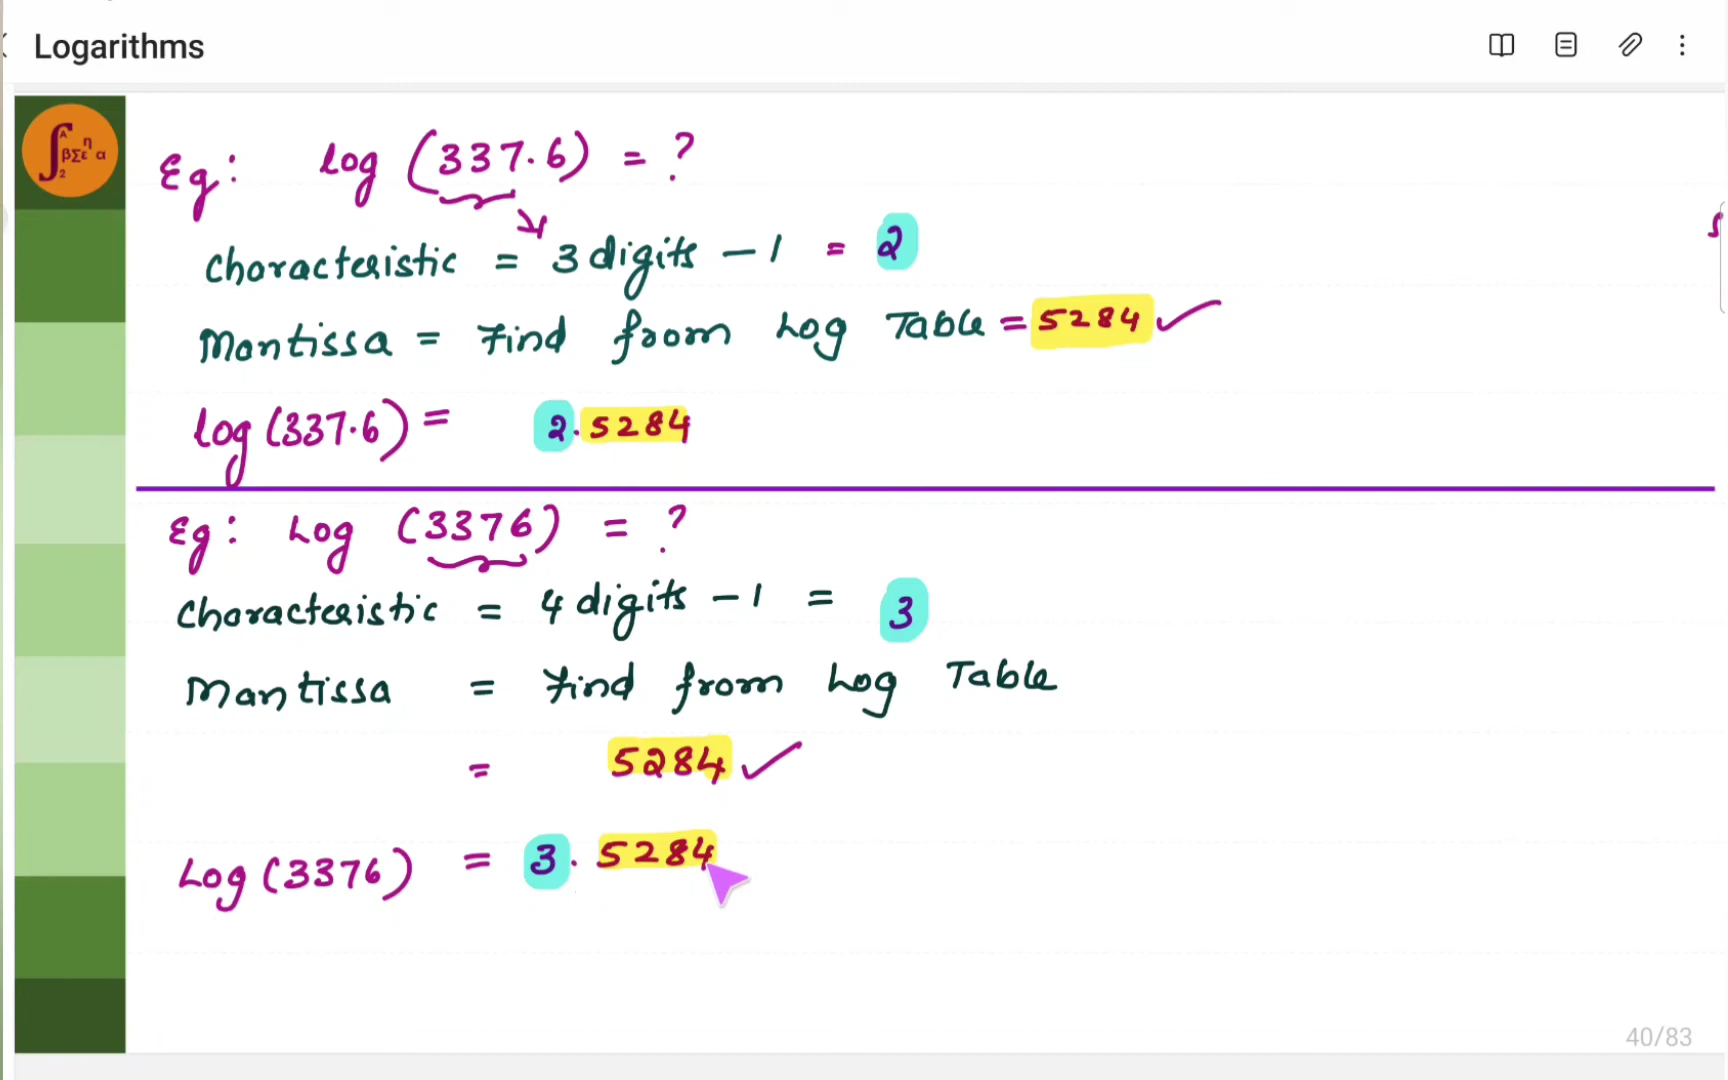 Logarithms
Eg: log (337.6) = ?
Characteristic = 3 digits - 1 = 2
Mantissa = Find from Log Table = 5284 ✓
log (337.6) = 2.5284
Eg: Log (3376) = ?
Characteristic = 4 digits - 1 = 3
Mantissa = Find from Log Table
= 5284 ✓
Log (3376) = 3.5284
40/83